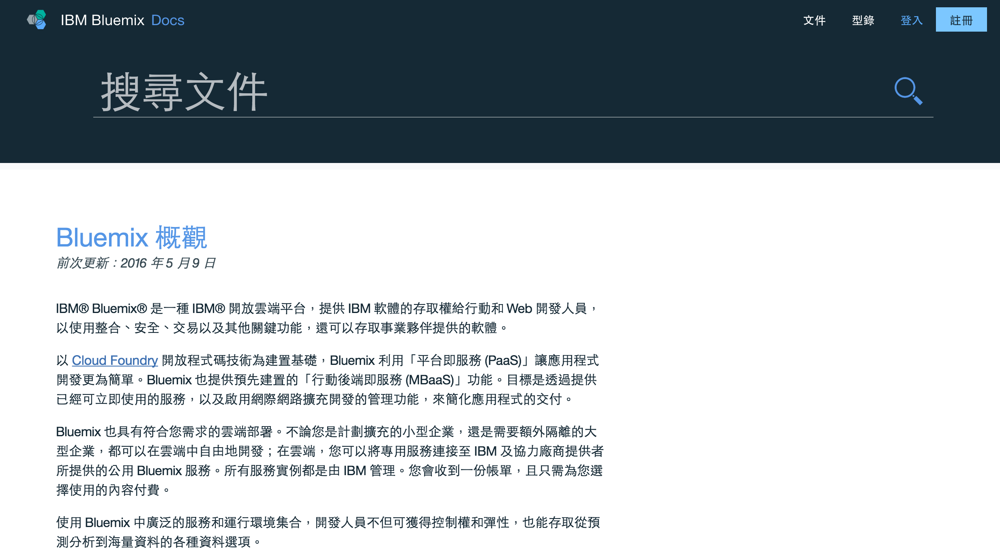 IBM Bluemix Docs 文件 型錄 登入 註冊
搜尋文件
Bluemix 概觀
前次更新：2016 年 5 月 9 日
IBM® Bluemix® 是一種 IBM® 開放雲端平台，提供 IBM 軟體的存取權給行動和 Web 開發人員，
以使用整合、安全、交易以及其他關鍵功能，還可以存取事業夥伴提供的軟體。
以 Cloud Foundry 開放程式碼技術為建置基礎，Bluemix 利用「平台即服務 (PaaS)」讓應用程式
開發更為簡單。Bluemix 也提供預先建置的「行動後端即服務 (MBaaS)」功能。目標是透過提供
已經可立即使用的服務，以及啟用網際網路擴充開發的管理功能，來簡化應用程式的交付。
Bluemix 也具有符合您需求的雲端部署。不論您是計劃擴充的小型企業，還是需要額外隔離的大
型企業，都可以在雲端中自由地開發；在雲端，您可以將專用服務連接至 IBM 及協力廠商提供者
所提供的公用 Bluemix 服務。所有服務實例都是由 IBM 管理。您會收到一份帳單，且只需為您選
擇使用的內容付費。
使用 Bluemix 中廣泛的服務和運行環境集合，開發人員不但可獲得控制權和彈性，也能存取從預
測分析到海量資料的各種資料選項。